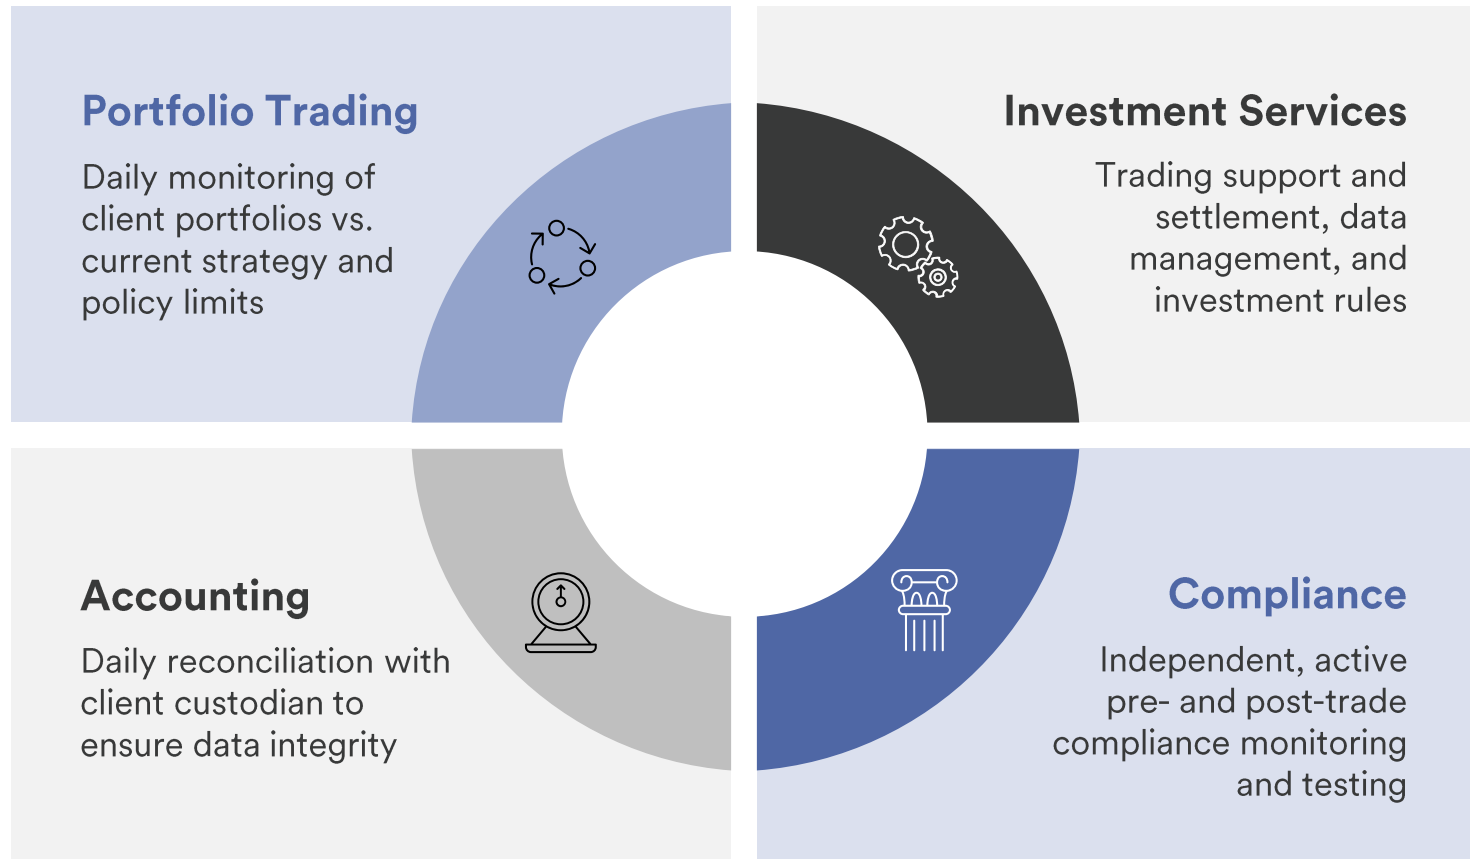 Portfolio Trading
Daily monitoring of
client portfolios vs.
current strategy and
policy limits
Investment Services
Trading support and
settlement, data
management, and
investment rules
Accounting
Daily reconciliation with
client custodian to
ensure data integrity
Compliance
Independent, active
pre- and post-trade
compliance monitoring
and testing